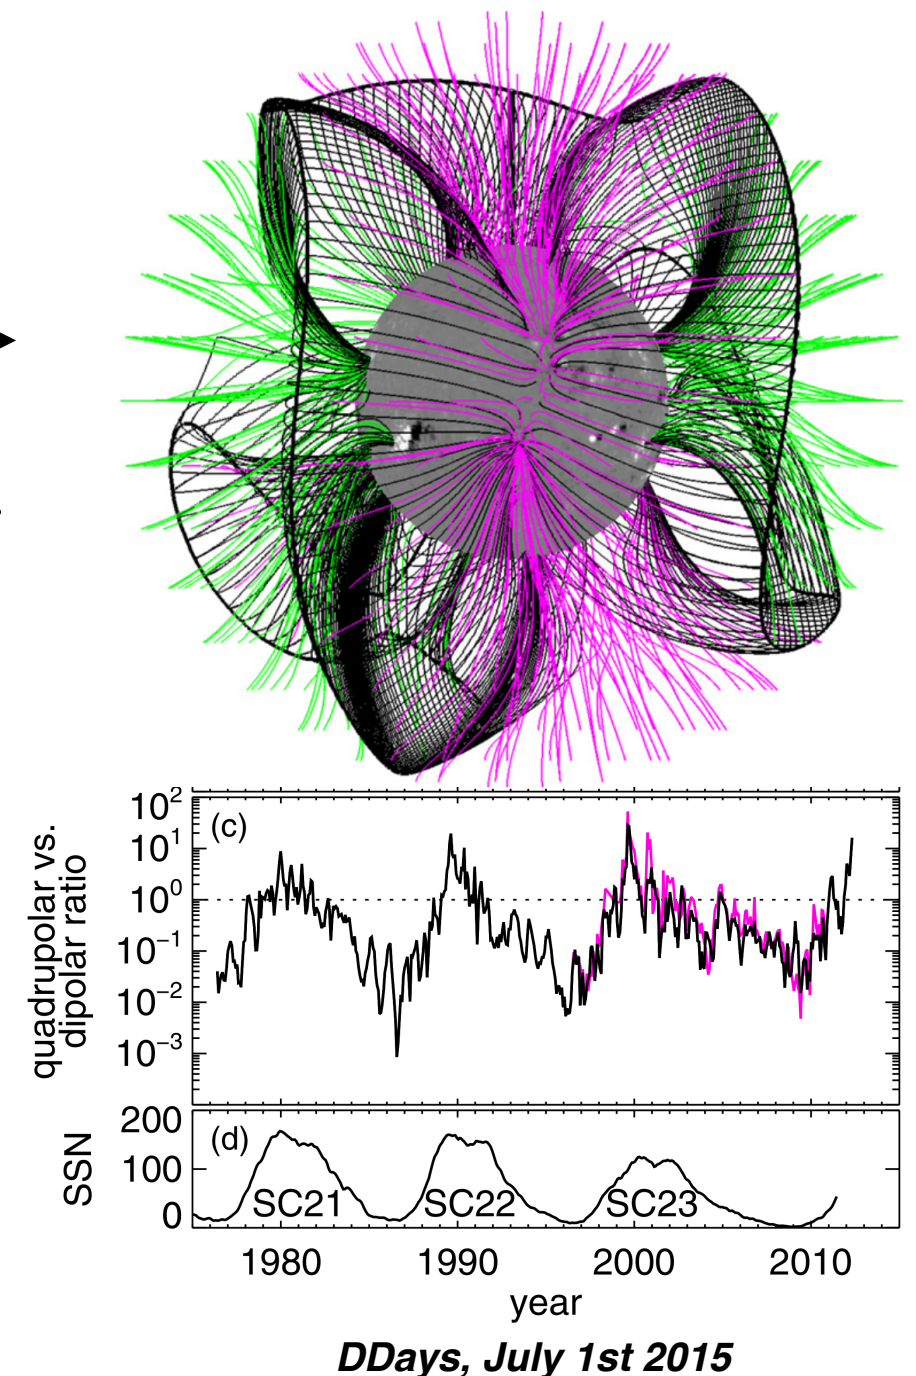 (c)
quadrupolar vs.
dipolar ratio
10²
10¹
10⁰
10⁻¹
10⁻²
10⁻³
(d)
SSN
200
100
0
SC21 SC22 SC23
1980 1990 2000 2010
year
DDays, July 1st 2015